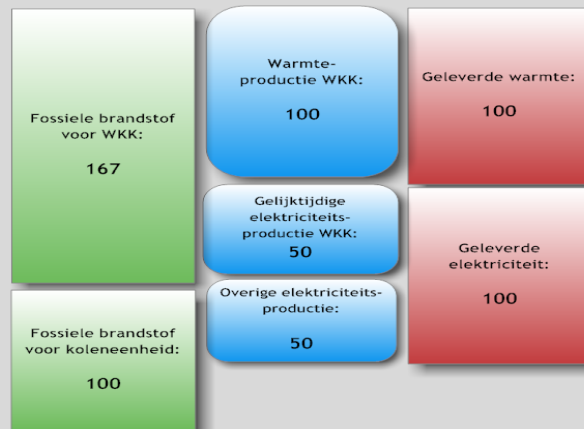 Fossiele brandstof
voor WKK:
167
Fossiele brandstof
voor koleneenheid:
100
Warmte-
productie WKK:
100
Gelijktijdige
elektriciteits-
productie WKK:
50
Overige elektriciteits-
productie:
50
Geleverde warmte:
100
Geleverde
elektriciteit:
100